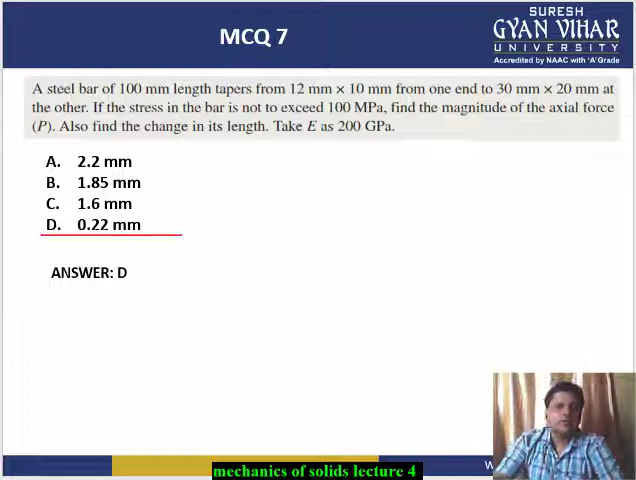 MCQ 7
SURESH
GYAN VIHAR
UNIVERSITY
Accredited by NAAC with 'A'Grade
A steel bar of 100 mm length tapers from 12 mm × 10 mm from one end to 30 mm × 20 mm at
the other. If the stress in the bar is not to exceed 100 MPa, find the magnitude of the axial force
(P). Also find the change in its length. Take E as 200 GPa.
A. 2.2 mm
B. 1.85 mm
C. 1.6 mm
D. 0.22 mm
ANSWER: D
mechanics of solids lecture 4